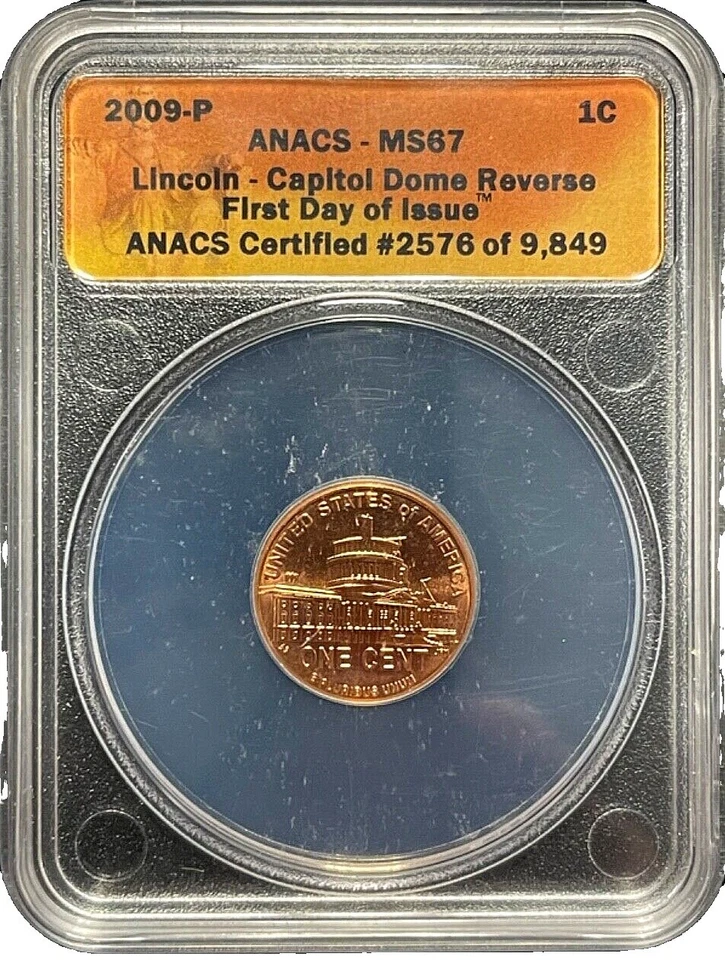 2009-P 1C
ANACS - MS67
Lincoln - Capitol Dome Reverse
First Day of Issue™
ANACS Certified #2576 of 9,849
UNITED STATES of AMERICA
ONE CENT
E PLURIBUS UNUM